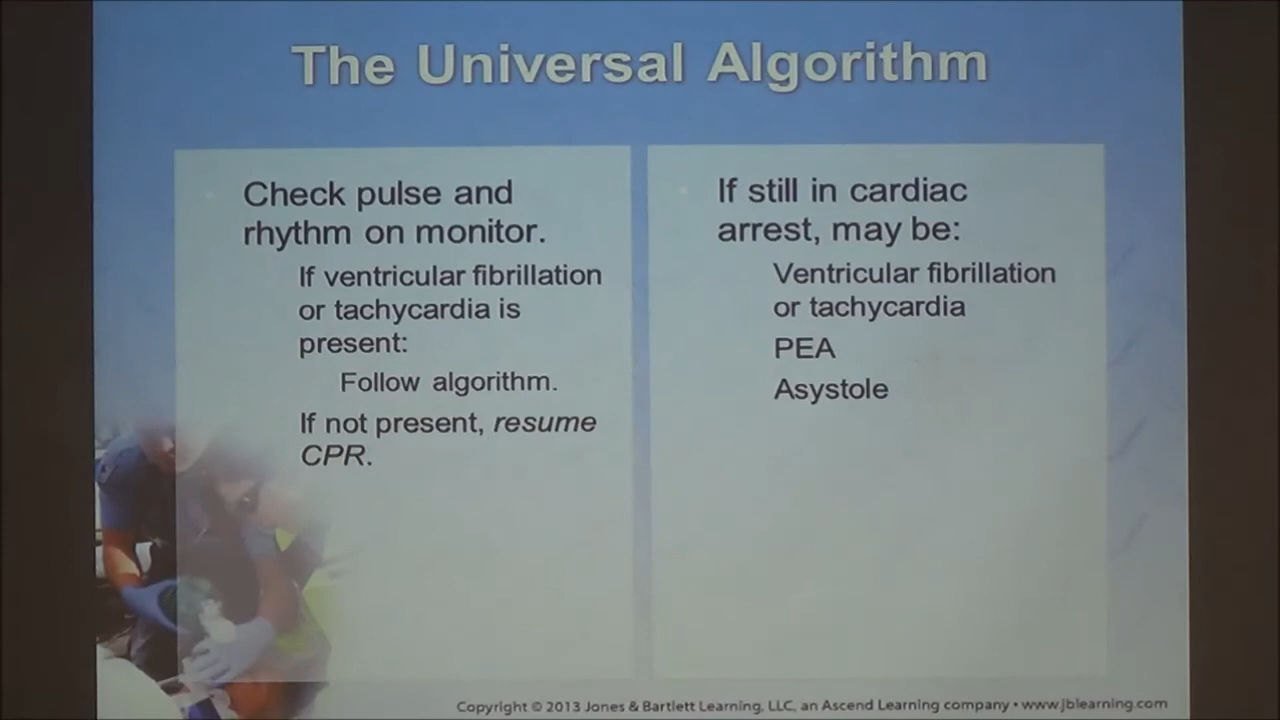 The Universal Algorithm
Check pulse and
rhythm on monitor.
If ventricular fibrillation
or tachycardia is
present:
Follow algorithm.
If not present, resume
CPR.
If still in cardiac
arrest, may be:
Ventricular fibrillation
or tachycardia
PEA
Asystole
Copyright © 2013 Jones & Bartlett Learning, LLC, an Ascend Learning company • www.jblearning.com